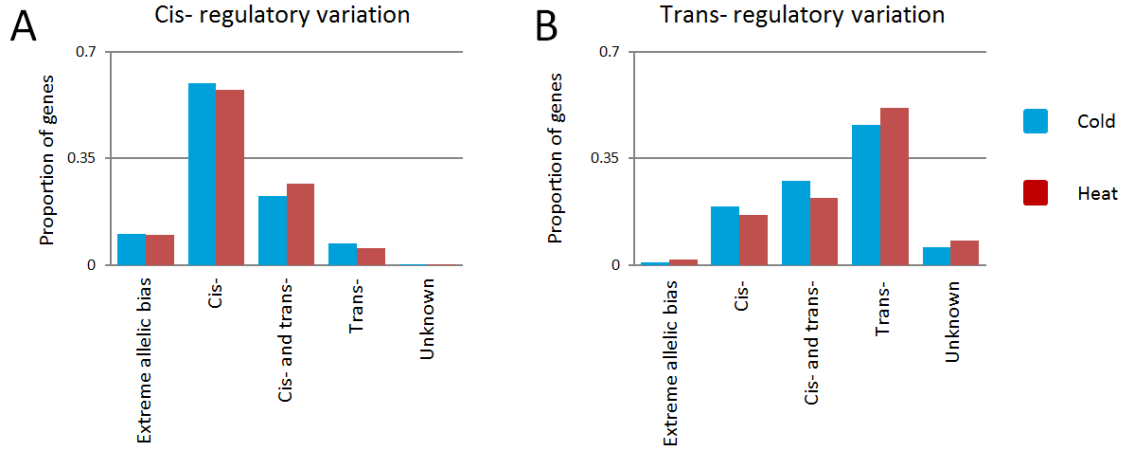 A
Cis- regulatory variation
Proportion of genes
0.7
0.35
0
Extreme allelic bias
Cis-
Cis- and trans-
Trans-
Unknown
B
Trans- regulatory variation
Proportion of genes
0.7
0.35
0
Extreme allelic bias
Cis-
Cis- and trans-
Trans-
Unknown
Cold
Heat